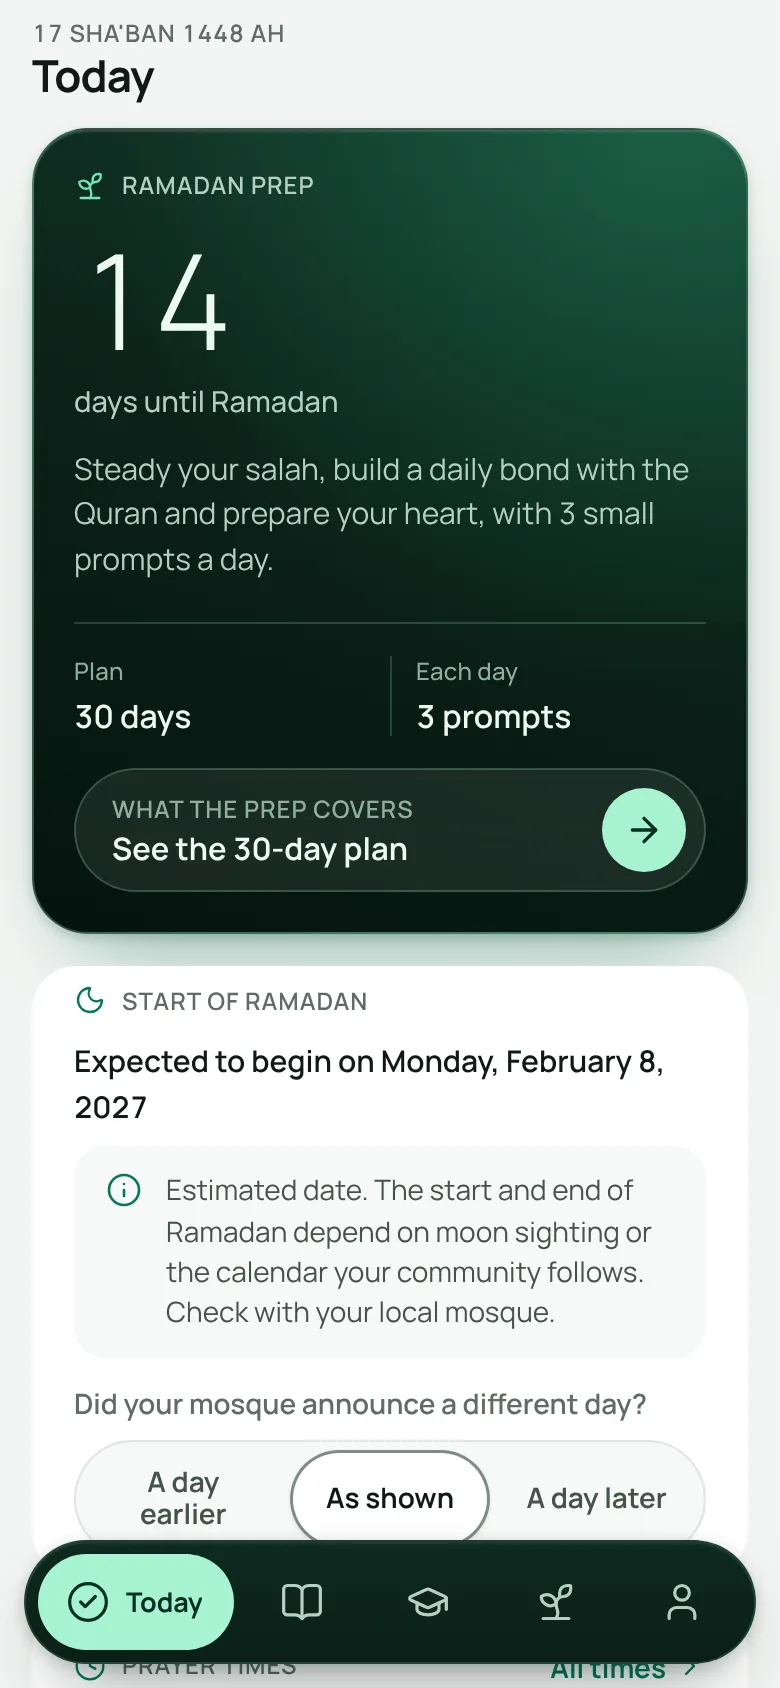 17 SHA'BAN 1448 AH
Today
RAMADAN PREP
14
days until Ramadan
Steady your salah, build a daily bond with the
Quran and prepare your heart, with 3 small
prompts a day.
Plan
Each day
30 days
3 prompts
WHAT THE PREP COVERS
See the 30-day plan
START OF RAMADAN
Expected to begin on Monday, February 8,
2027
Estimated date. The start and end of
Ramadan depend on moon sighting or
the calendar your community follows.
Check with your local mosque.
Did your mosque announce a different day?
A day
earlier
As shown
A day later
Today
PRAYER TIMES
All times